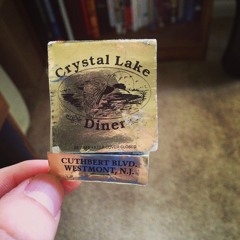 Crystal Lake
Diner
CUTHBERT BLVD.
WESTMONT, N.J.